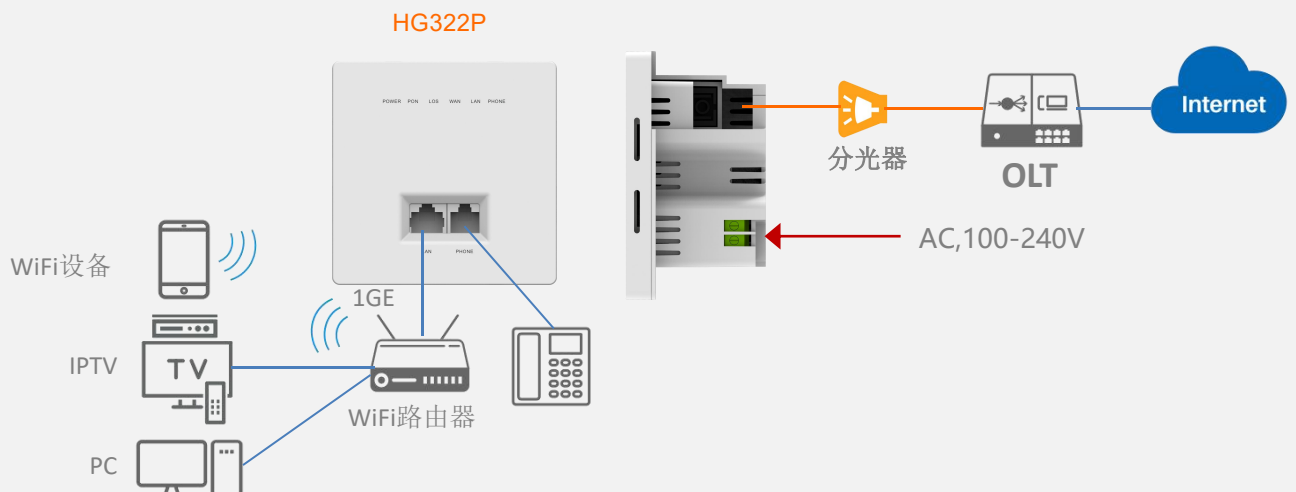 HG322P
POWER PON LOS WAN LAN PHONE
Internet
分光器
OLT
AC,100-240V
LAN PHONE
WiFi设备
1GE
IPTV
TV
WiFi路由器
PC